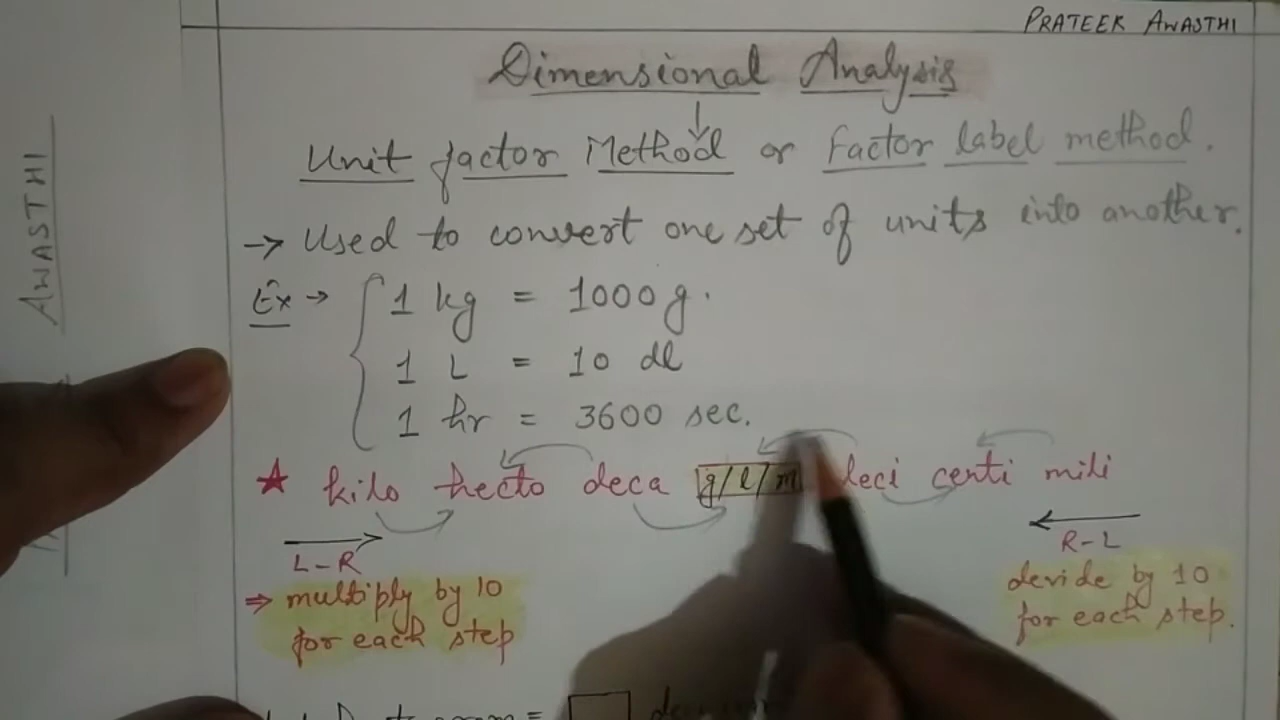 PRATEEK AWASTHI
Dimensional Analysis
Unit factor Method or Factor label method.
→ Used to convert one set of units into another.
Ex → 1 kg = 1000 g.
1 L = 10 dl
1 hr = 3600 sec.
★ kilo hecto deca g/l/m deci centi mili
L-R
R-L
⇒ multiply by 10
for each step
devide by 10
for each step.
AWASTHI